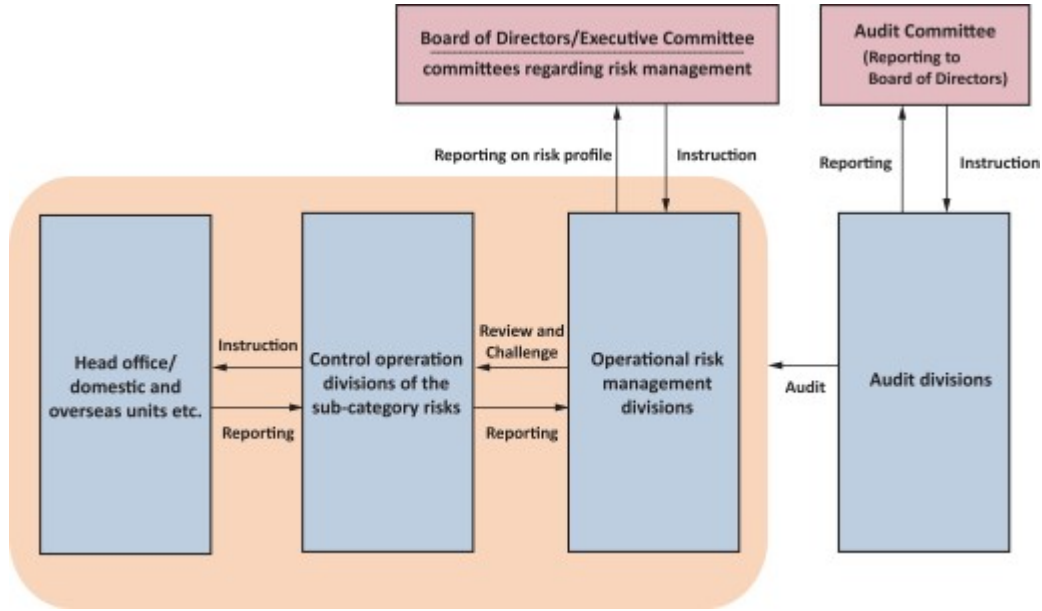 Board of Directors/Executive Committee
committees regarding risk management
Audit Committee
(Reporting to
Board of Directors)
Reporting on risk profile
Instruction
Reporting
Instruction
Head office/
domestic and
overseas units etc.
Instruction
Reporting
Control opreration
divisions of the
sub-category risks
Review and
Challenge
Reporting
Operational risk
management
divisions
Audit
Audit divisions